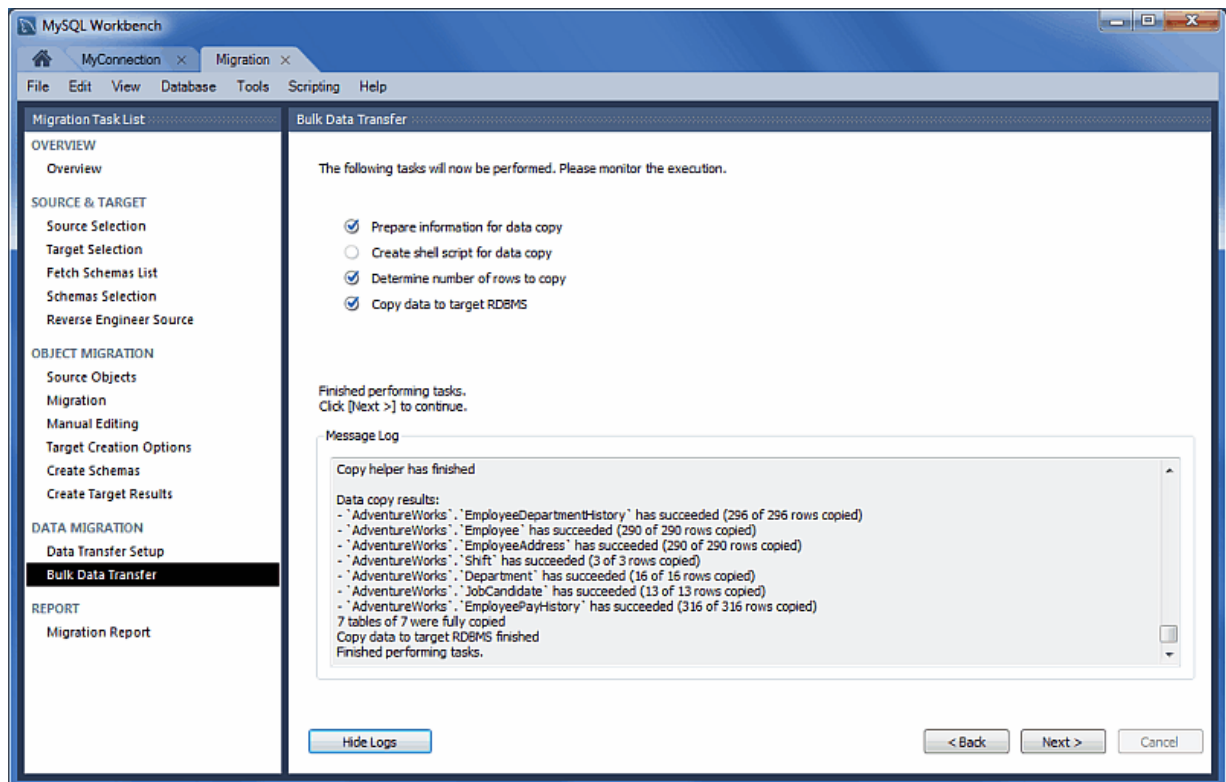 MySQL Workbench
MyConnection
Migration
File Edit View Database Tools Scripting Help
Migration Task List
OVERVIEW
Overview
SOURCE & TARGET
Source Selection
Target Selection
Fetch Schemas List
Schemas Selection
Reverse Engineer Source
OBJECT MIGRATION
Source Objects
Migration
Manual Editing
Target Creation Options
Create Schemas
Create Target Results
DATA MIGRATION
Data Transfer Setup
Bulk Data Transfer
REPORT
Migration Report
Bulk Data Transfer
The following tasks will now be performed. Please monitor the execution.
Prepare information for data copy
Create shell script for data copy
Determine number of rows to copy
Copy data to target RDBMS
Finished performing tasks.
Click [Next >] to continue.
Message Log
Copy helper has finished
Data copy results:
- `AdventureWorks`.`EmployeeDepartmentHistory` has succeeded (296 of 296 rows copied)
- `AdventureWorks`.`Employee` has succeeded (290 of 290 rows copied)
- `AdventureWorks`.`EmployeeAddress` has succeeded (290 of 290 rows copied)
- `AdventureWorks`.`Shift` has succeeded (3 of 3 rows copied)
- `AdventureWorks`.`Department` has succeeded (16 of 16 rows copied)
- `AdventureWorks`.`JobCandidate` has succeeded (13 of 13 rows copied)
- `AdventureWorks`.`EmployeePayHistory` has succeeded (316 of 316 rows copied)
7 tables of 7 were fully copied
Copy data to target RDBMS finished
Finished performing tasks.
Hide Logs
< Back
Next >
Cancel